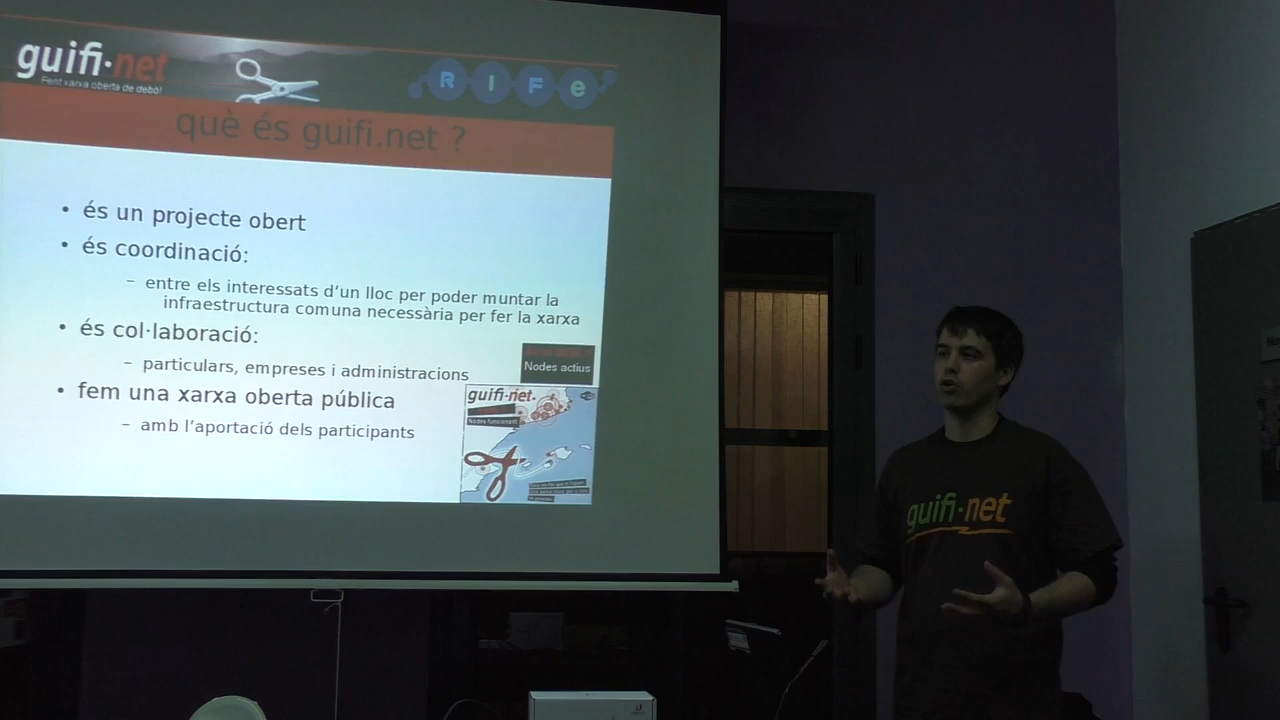 guifi·net
Fent xarxa oberta de debò!
R I F e
què és guifi.net ?
• és un projecte obert
• és coordinació:
– entre els interessats d'un lloc per poder muntar la
infraestructura comuna necessària per fer la xarxa
• és col·laboració:
– particulars, empreses i administracions
• fem una xarxa oberta pública
– amb l'aportació dels participants
Nodes actius
guifi·net
Nodes funcionant
guifi·net